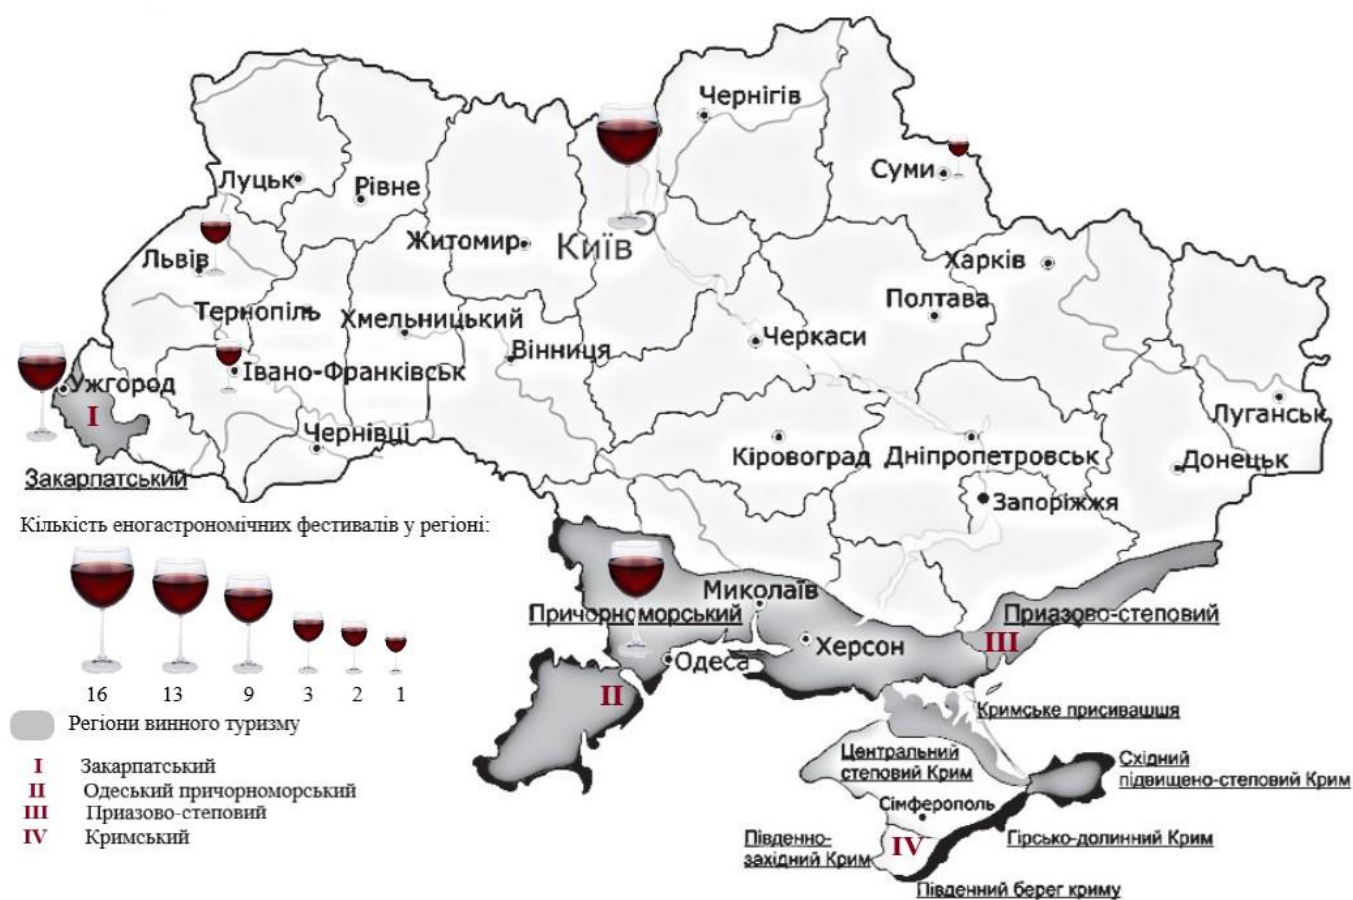 Чернігів
Суми
Луцьк
Рівне
Житомир
Київ
Харків
Львів
Полтава
Тернопіль
Хмельницький
Черкаси
Вінниця
Ужгород
Івано-Франківськ
Луганськ
Чернівці
Кіровоград
Дніпропетровськ
Донецьк
I
Закарпатський
Запоріжжя
Кількість еногастрономічних фестивалів у регіоні:
16 13 9 3 2 1
Регіони винного туризму
I Закарпатський
II Одеський причорноморський
III Приазово-степовий
IV Кримський
Миколаїв
Причорноморський
Приазово-степовий
III
Херсон
Одеса
II
Кримське присивашшя
Центральний
степовий Крим
Східний
підвищено-степовий Крим
Сімферополь
Південно-
західний Крим
IV
Гірсько-долинний Крим
Південний берег криму